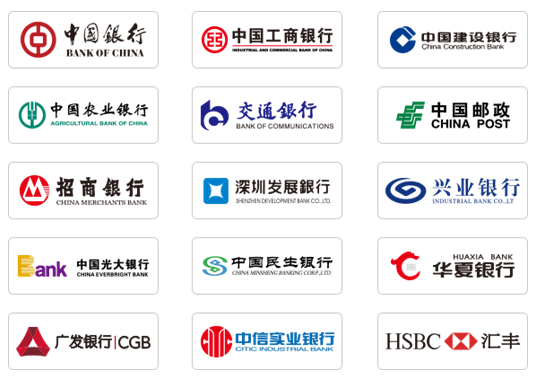 中國銀行
BANK OF CHINA
中国工商银行
INDUSTRIAL AND COMMERCIAL BANK OF CHINA
中国建设银行
China Construction Bank
中国农业银行
AGRICULTURAL BANK OF CHINA
交通銀行
BANK OF COMMUNICATIONS
中国邮政
CHINA POST
招商银行
CHINA MERCHANTS BANK
深圳发展銀行
SHENZHEN DEVELOPMENT BANK CO., LTD.
兴业银行
INDUSTRIAL BANK CO.,LT
Bank
中国光大银行
CHINA EVERBRIGHT BANK
中国民生银行
CHINA MINSHENG BANKING CORP.,LTD.
HUAXIA BANK
华夏银行
广发银行|CGB
中信实业银行
CITIC INDUSTRIAL BANK
HSBC 汇丰